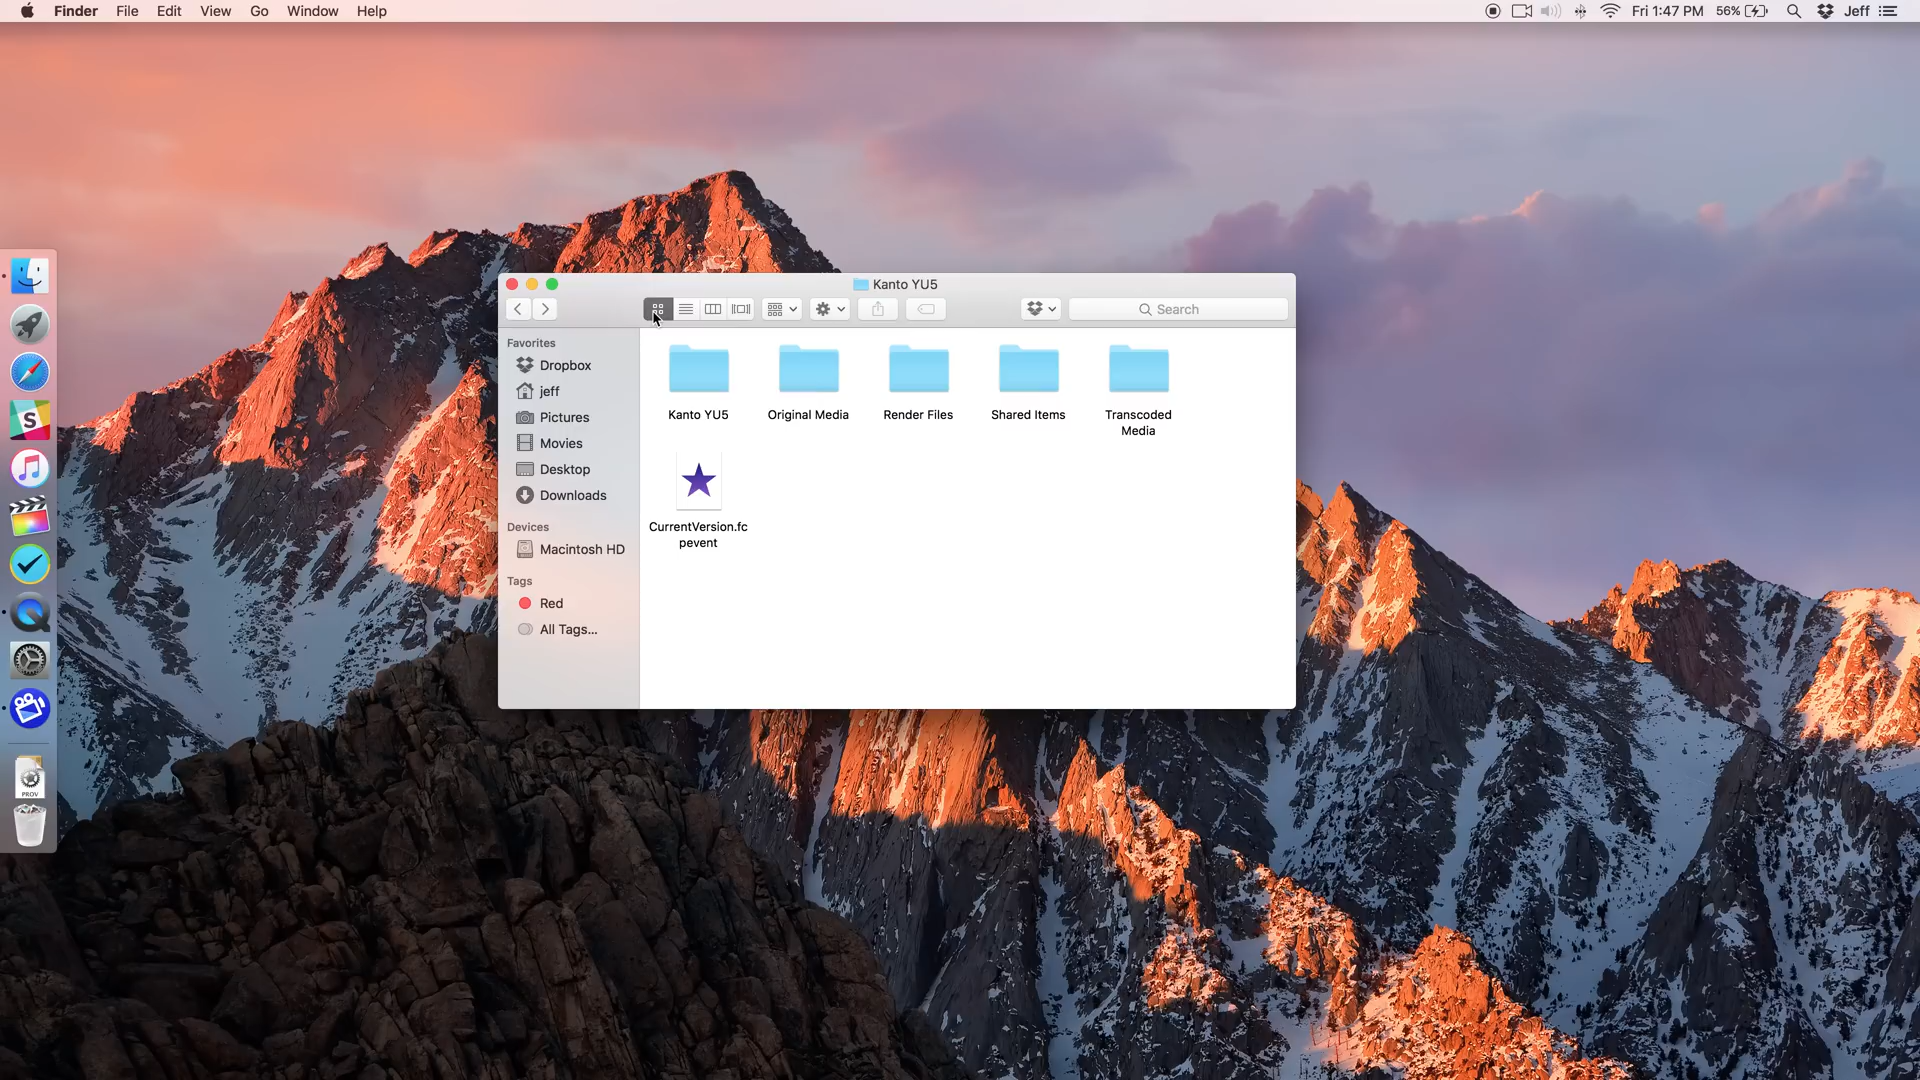 Finder File Edit View Go Window Help
Fri 1:47 PM 56% Jeff
Kanto YU5
Search
Favorites
Dropbox
jeff
Pictures
Movies
Desktop
Downloads
Devices
Macintosh HD
Tags
Red
All Tags...
Kanto YU5
Original Media
Render Files
Shared Items
Transcoded
Media
CurrentVersion.fc
pevent
S
PROV